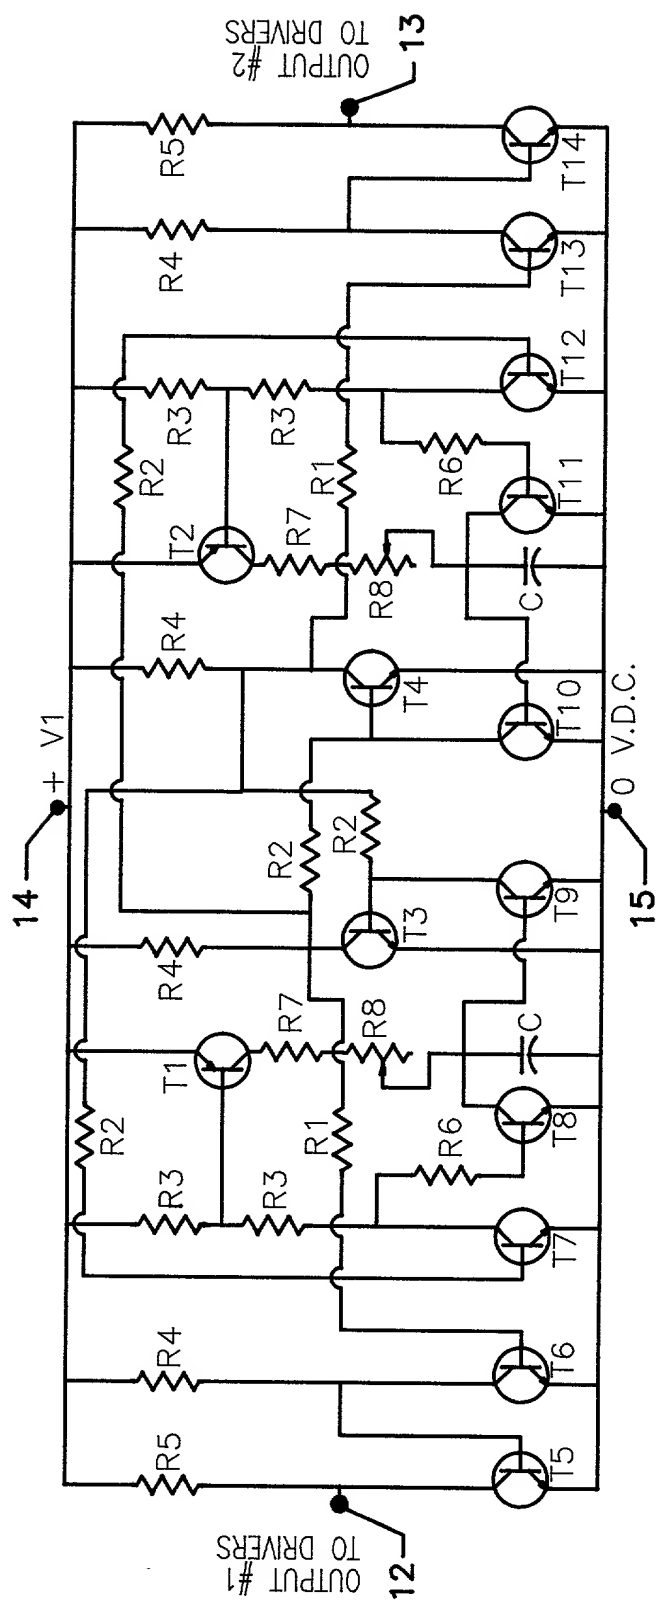 OUTPUT #1
TO DRIVERS
12
R5
R4
R3
R3
R2
T1
R7
R8
R1
R6
C
R4
T3
R2
R2
14
+ V1
R4
T4
T2
R7
R8
R1
R2
R3
R3
R6
C
R4
R5
OUTPUT #2
TO DRIVERS
13
T5
T6
T7
T8
T9
T10
T11
T12
T13
T14
15
0 V.D.C.